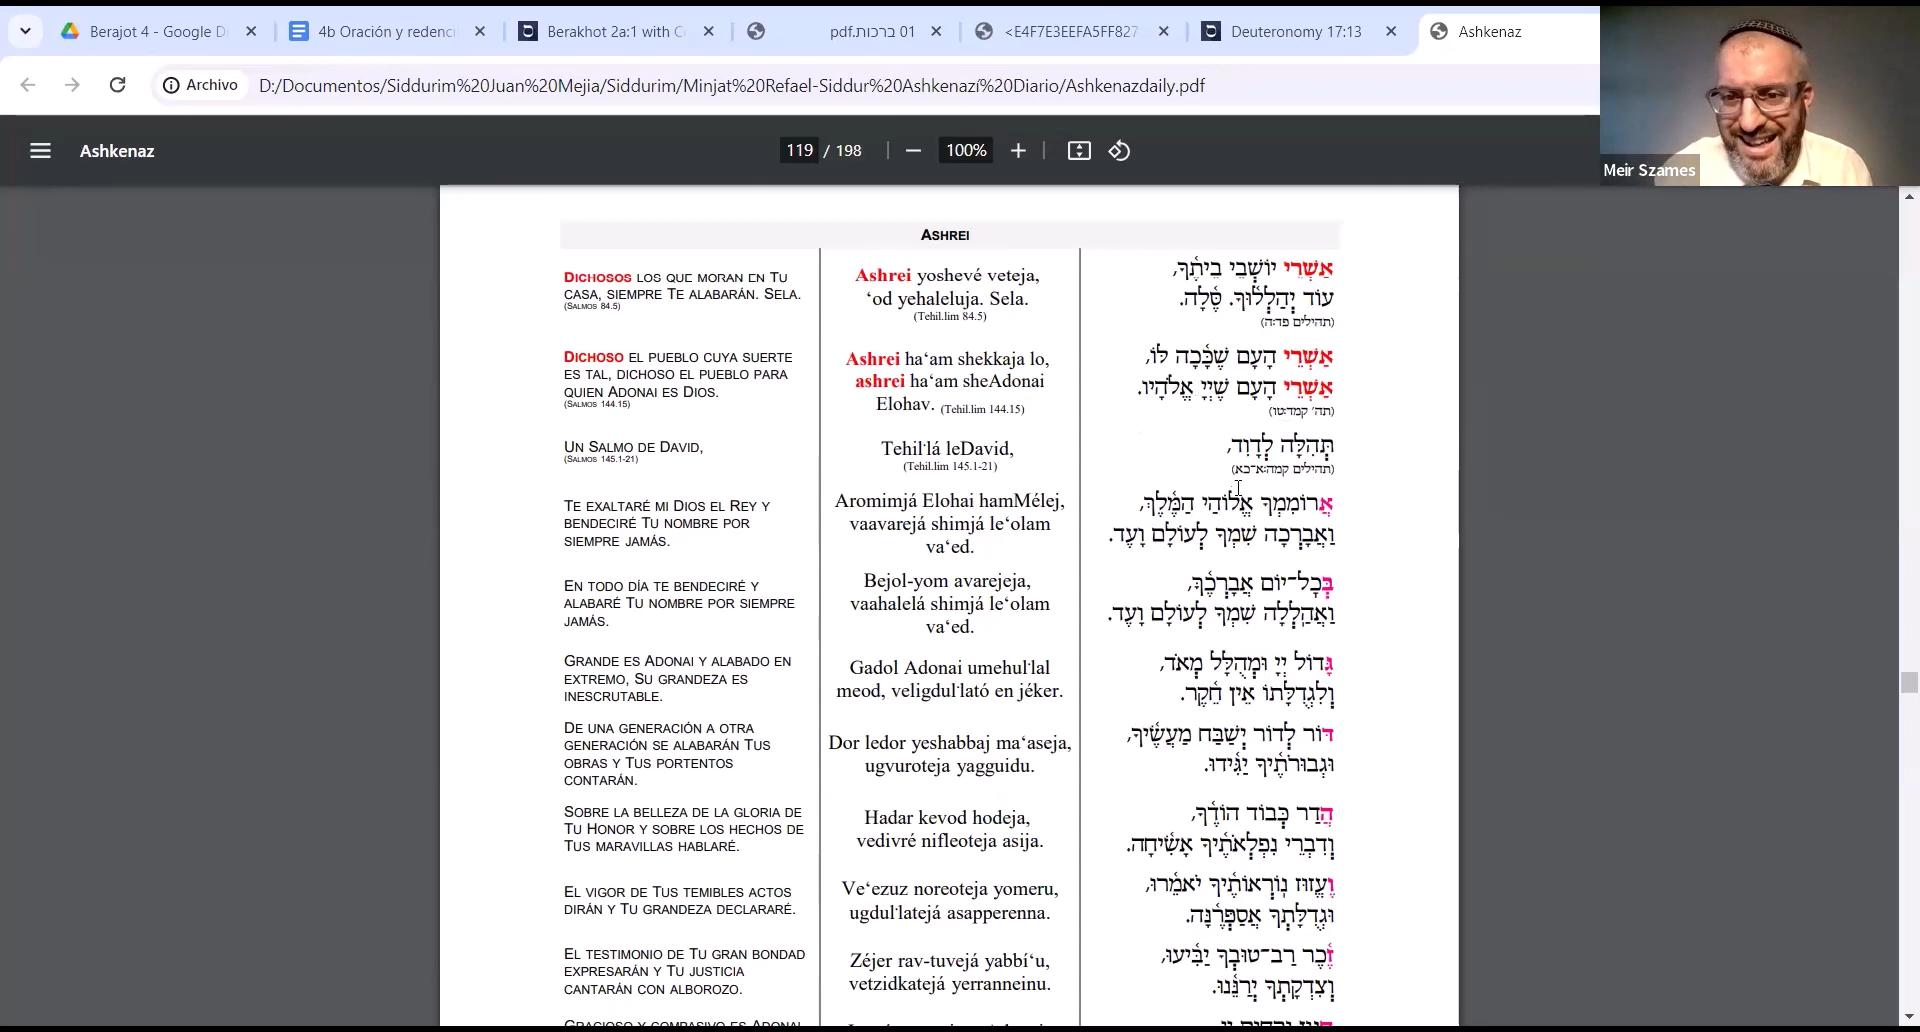 Berajot 4 - Google D
4b Oración y redenci
Berakhot 2a:1 with C
01 ברכות.pdf
<E4F7E3EEFA5FF827
Deuteronomy 17:13
Ashkenaz
Archivo
D:/Documentos/Siddurim%20Juan%20Mejia/Siddurim/Minjat%20Refael-Siddur%20Ashkenazí%20Diario/Ashkenazdaily.pdf
Ashkenaz
119 / 198
100%
Meir Szames
ASHREI
DICHOSOS LOS QUE MORAN EN TU
CASA, SIEMPRE TE ALABARÁN. SELA.
(SALMOS 84.5)
DICHOSO EL PUEBLO CUYA SUERTE
ES TAL, DICHOSO EL PUEBLO PARA
QUIEN ADONAI ES DIOS.
(SALMOS 144.15)
UN SALMO DE DAVID,
(SALMOS 145.1-21)
TE EXALTARÉ MI DIOS EL REY Y
BENDECIRÉ TU NOMBRE POR
SIEMPRE JAMÁS.
EN TODO DÍA TE BENDECIRÉ Y
ALABARÉ TU NOMBRE POR SIEMPRE
JAMÁS.
GRANDE ES ADONAI Y ALABADO EN
EXTREMO, SU GRANDEZA ES
INESCRUTABLE.
DE UNA GENERACIÓN A OTRA
GENERACIÓN SE ALABARÁN TUS
OBRAS Y TUS PORTENTOS
CONTARÁN.
SOBRE LA BELLEZA DE LA GLORIA DE
TU HONOR Y SOBRE LOS HECHOS DE
TUS MARAVILLAS HABLARÉ.
EL VIGOR DE TUS TEMIBLES ACTOS
DIRÁN Y TU GRANDEZA DECLARARÉ.
EL TESTIMONIO DE TU GRAN BONDAD
EXPRESARÁN Y TU JUSTICIA
CANTARÁN CON ALBOROZO.
GRACIOSO Y COMPASIVO ES ADONAI
Ashrei yoshevé veteja,
‘od yehaleluja. Sela.
(Tehil.lim 84.5)
Ashrei ha‘am shekkaja lo,
ashrei ha‘am sheAdonai
Elohav. (Tehil.lim 144.15)
Tehil·lá leDavid,
(Tehil.lim 145.1-21)
Aromimjá Elohai hamMélej,
vaavarejá shimjá le‘olam
va‘ed.
Bejol-yom avarejeja,
vaahalelá shimjá le‘olam
va‘ed.
Gadol Adonai umehul·lal
meod, veligdul·lató en jéker.
Dor ledor yeshabbaj ma‘aseja,
ugvuroteja yagguidu.
Hadar kevod hodeja,
vedivré nifleoteja asija.
Ve‘ezuz noreoteja yomeru,
ugdul·latejá asapperenna.
Zéjer rav-tuvejá yabbí‘u,
vetzidkatejá yerranneinu.
אַשְׁרֵי יוֹשְׁבֵי בֵיתֶֽךָ,
עוֹד יְהַלְלֽוּךָ. סֶּֽלָה.
(תהילים פד:ה)
אַשְׁרֵי הָעָם שֶׁכָּֽכָה לּוֹ,
אַשְׁרֵי הָעָם שֶׁיְיָ אֱלֹהָיו.
(תה׳ קמד:טו)
תְּהִלָּה לְדָוִד,
(תהילים קמה:א־כא)
אֲרוֹמִמְךָ אֱלוֹהַי הַמֶּֽלֶךְ,
וַאֲבָרְכָה שִׁמְךָ לְעוֹלָם וָעֶד.
בְּכָל־יוֹם אֲבָרְכֶֽךָּ,
וַאֲהַלְלָה שִׁמְךָ לְעוֹלָם וָעֶד.
גָּדוֹל יְיָ וּמְהֻלָּל מְאֹד,
וְלִגְדֻלָּתוֹ אֵין חֵֽקֶר.
דּוֹר לְדוֹר יְשַׁבַּח מַעֲשֶֽׂיךָ,
וּגְבוּרֹתֶֽיךָ יַגִּֽידוּ.
הֲדַר כְּבוֹד הוֹדֶֽךָ,
וְדִבְרֵי נִפְלְאֹתֶֽיךָ אָשִֽׂיחָה.
וֶעֱזוּז נוֹרְאוֹתֶֽיךָ יֹאמֵֽרוּ,
וּגְדֻלָּתְךָ אֲסַפְּרֶֽנָּה.
זֵֽכֶר רַב־טוּבְךָ יַבִּֽיעוּ,
וְצִדְקָתְךָ יְרַנֵּֽנוּ.